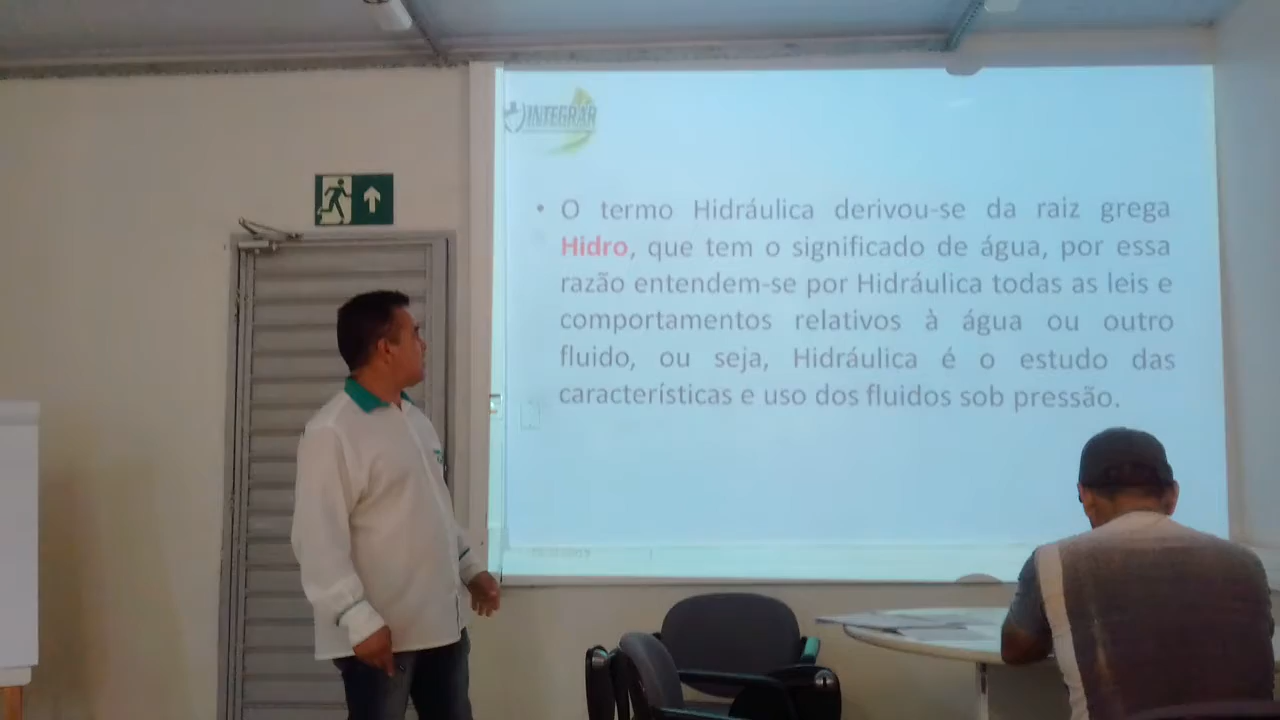 INTEGRAR
• O termo Hidráulica derivou-se da raiz grega
Hidro, que tem o significado de água, por essa
razão entendem-se por Hidráulica todas as leis e
comportamentos relativos à água ou outro
fluido, ou seja, Hidráulica é o estudo das
características e uso dos fluidos sob pressão.